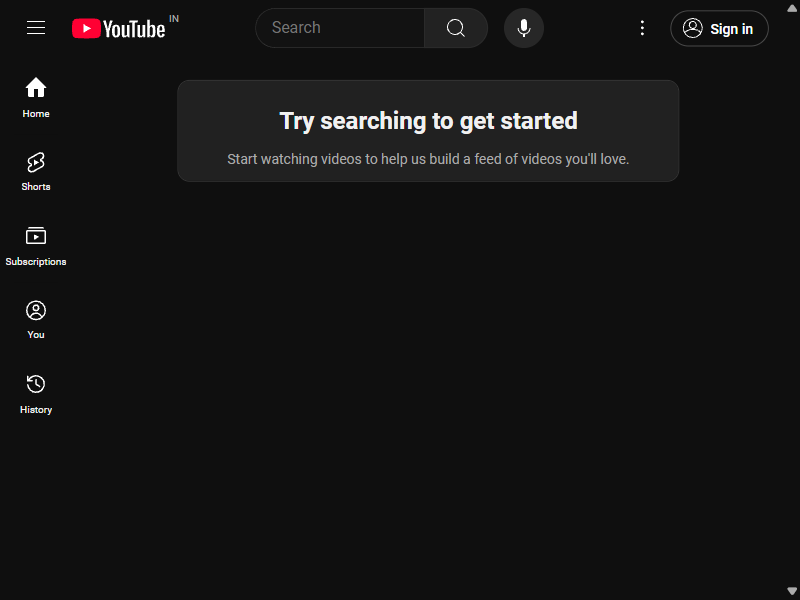 YouTube IN
Search
Sign in
Home
Shorts
Subscriptions
You
History
Try searching to get started
Start watching videos to help us build a feed of videos you'll love.